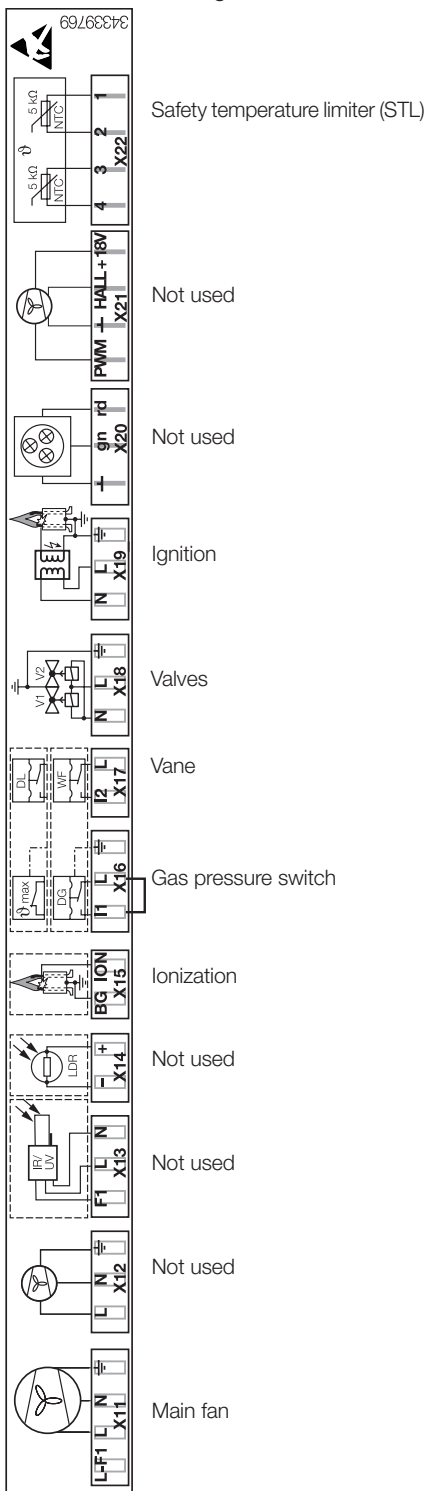 34339769
5 kΩ
NTC
ϑ
5 kΩ
NTC
1
2
3
4
X22
Safety temperature limiter (STL)
PWM
⊥
HALL
+ 18V
X21
Not used
⊥
gn
rd
X20
Not used
N
L
X19
Ignition
V1
V2
N
L
X18
Valves
DL
WF
I2
L
X17
Vane
ϑ max
DG
I1
L
X16
Gas pressure switch
BG
ION
X15
Ionization
LDR
−
+
X14
Not used
IR/
UV
F1
L
N
X13
Not used
L
N
X12
Not used
L-F1
L
N
X11
Main fan